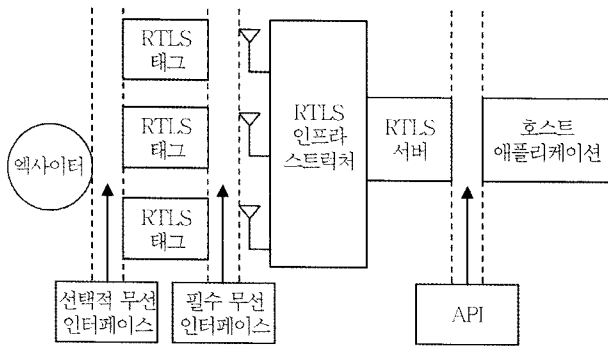 RTLS
태그
RTLS
태그
RTLS
태그
엑사이터
RTLS
인프라
스트럭처
RTLS
서버
호스트
애플리케이션
선택적 무선
인터페이스
필수 무선
인터페이스
API